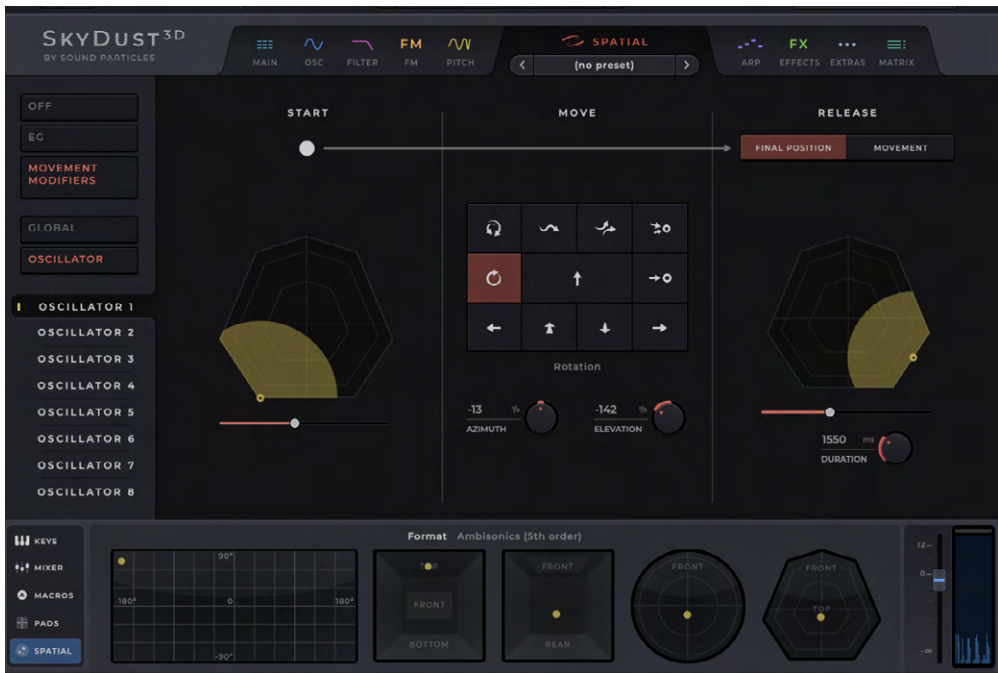 SKYDUST3D
BY SOUND PARTICLES
MAIN
OSC
FILTER
FM
FM
PITCH
SPATIAL
(no preset)
ARP
FX
EFFECTS
EXTRAS
MATRIX
OFF
EG
MOVEMENT
MODIFIERS
GLOBAL
OSCILLATOR
OSCILLATOR 1
OSCILLATOR 2
OSCILLATOR 3
OSCILLATOR 4
OSCILLATOR 5
OSCILLATOR 6
OSCILLATOR 7
OSCILLATOR 8
START
MOVE
RELEASE
FINAL POSITION
MOVEMENT
Rotation
-13 %
AZIMUTH
-142 %
ELEVATION
1550 ms
DURATION
KEYS
MIXER
MACROS
PADS
SPATIAL
Format Ambisonics (5th order)
90°
-180° 0 180°
-90°
TOP
FRONT
BOTTOM
FRONT
REAR
FRONT
FRONT
TOP
12
0
-∞